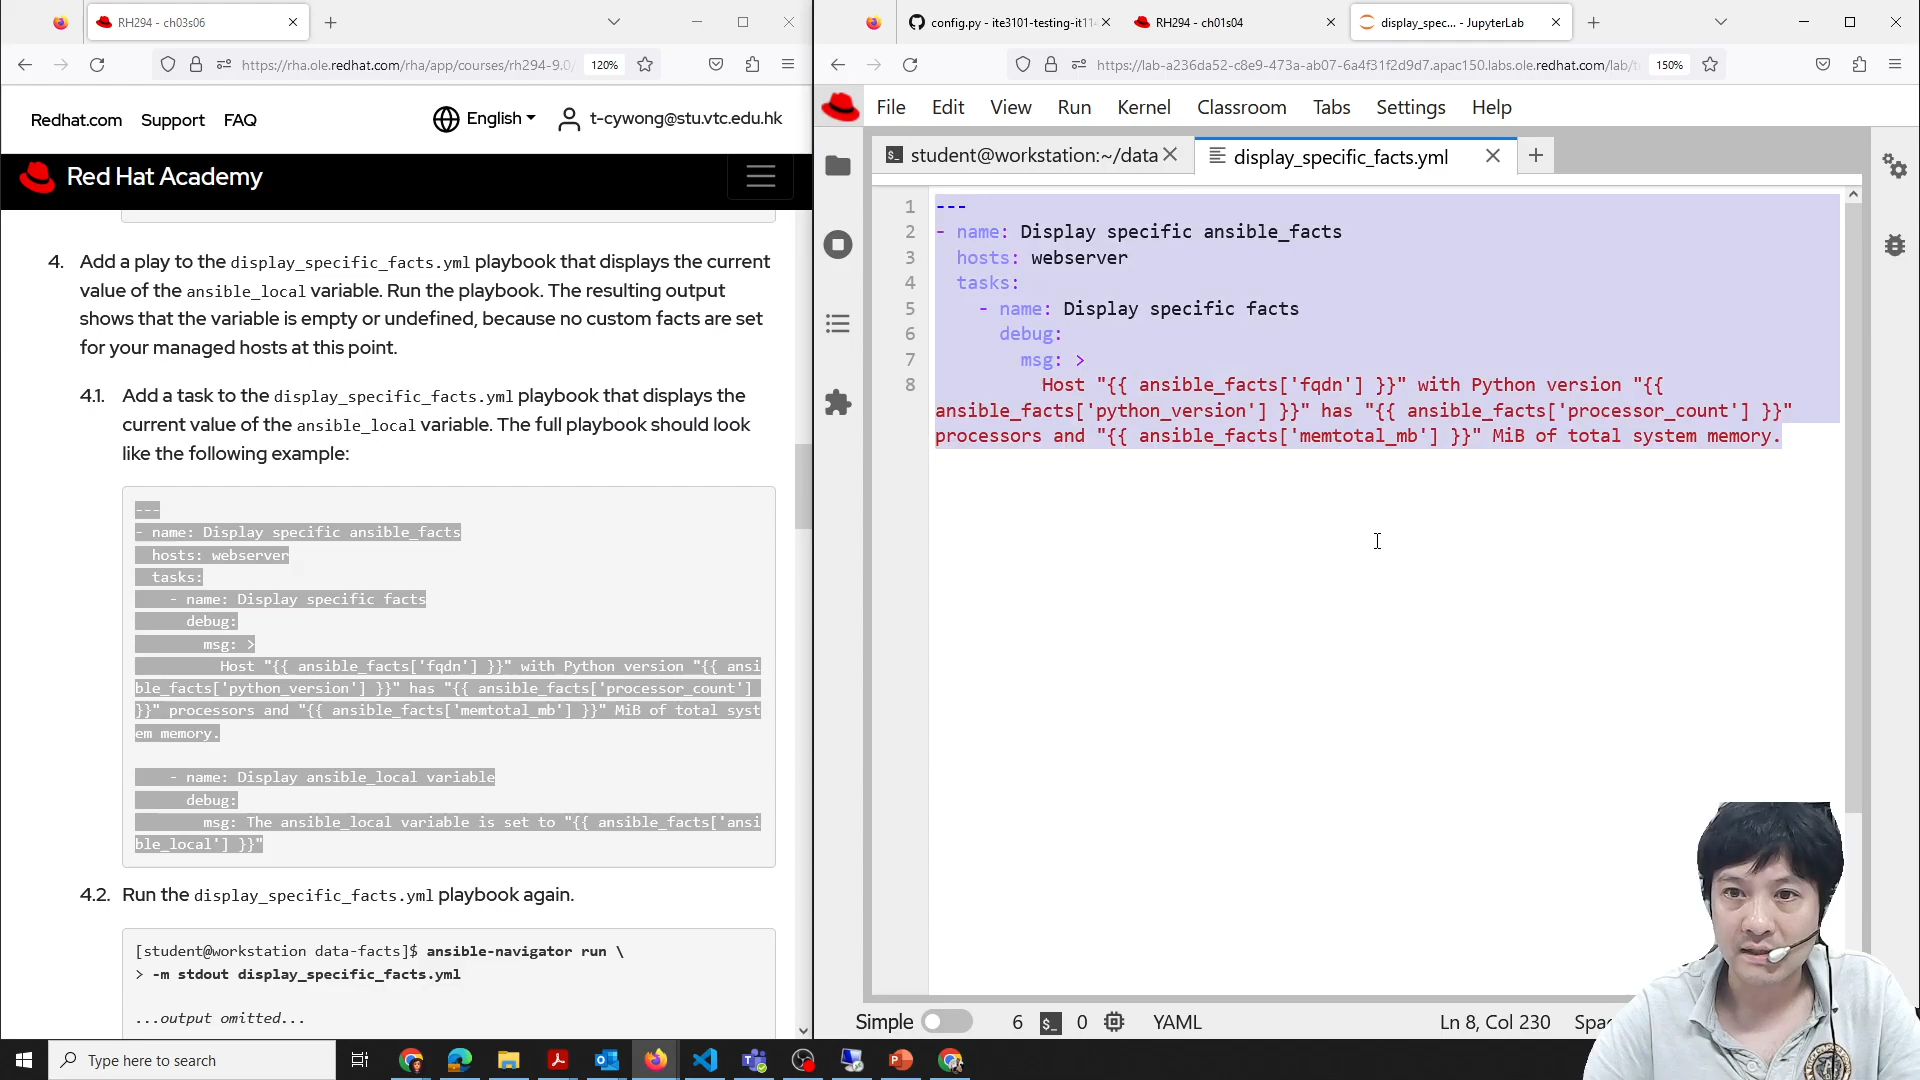 RH294 - ch03s06
https://rha.ole.redhat.com/rha/app/courses/rh294-9.0/
120%
Redhat.com
Support
FAQ
English
t-cywong@stu.vtc.edu.hk
Red Hat Academy
4. Add a play to the display_specific_facts.yml playbook that displays the current
value of the ansible_local variable. Run the playbook. The resulting output
shows that the variable is empty or undefined, because no custom facts are set
for your managed hosts at this point.
4.1. Add a task to the display_specific_facts.yml playbook that displays the
current value of the ansible_local variable. The full playbook should look
like the following example:
---
- name: Display specific ansible_facts
hosts: webserver
tasks:
- name: Display specific facts
debug:
msg: >
Host "{{ ansible_facts['fqdn'] }}" with Python version "{{ ansi
ble_facts['python_version'] }}" has "{{ ansible_facts['processor_count']
}}" processors and "{{ ansible_facts['memtotal_mb'] }}" MiB of total syst
em memory.
- name: Display ansible_local variable
debug:
msg: The ansible_local variable is set to "{{ ansible_facts['ansi
ble_local'] }}"
4.2. Run the display_specific_facts.yml playbook again.
[student@workstation data-facts]$ ansible-navigator run \
> -m stdout display_specific_facts.yml
...output omitted...
config.py - ite3101-testing-it11
RH294 - ch01s04
display_spec... - JupyterLab
https://lab-a236da52-c8e9-473a-ab07-6a4f31f2d9d7.apac150.labs.ole.redhat.com/lab/t
150%
File
Edit
View
Run
Kernel
Classroom
Tabs
Settings
Help
student@workstation:~/data
display_specific_facts.yml
1 ---
2 - name: Display specific ansible_facts
3 hosts: webserver
4 tasks:
5 - name: Display specific facts
6 debug:
7 msg: >
8 Host "{{ ansible_facts['fqdn'] }}" with Python version "{{
ansible_facts['python_version'] }}" has "{{ ansible_facts['processor_count'] }}"
processors and "{{ ansible_facts['memtotal_mb'] }}" MiB of total system memory.
Simple
6
0
YAML
Ln 8, Col 230
Spac
Type here to search